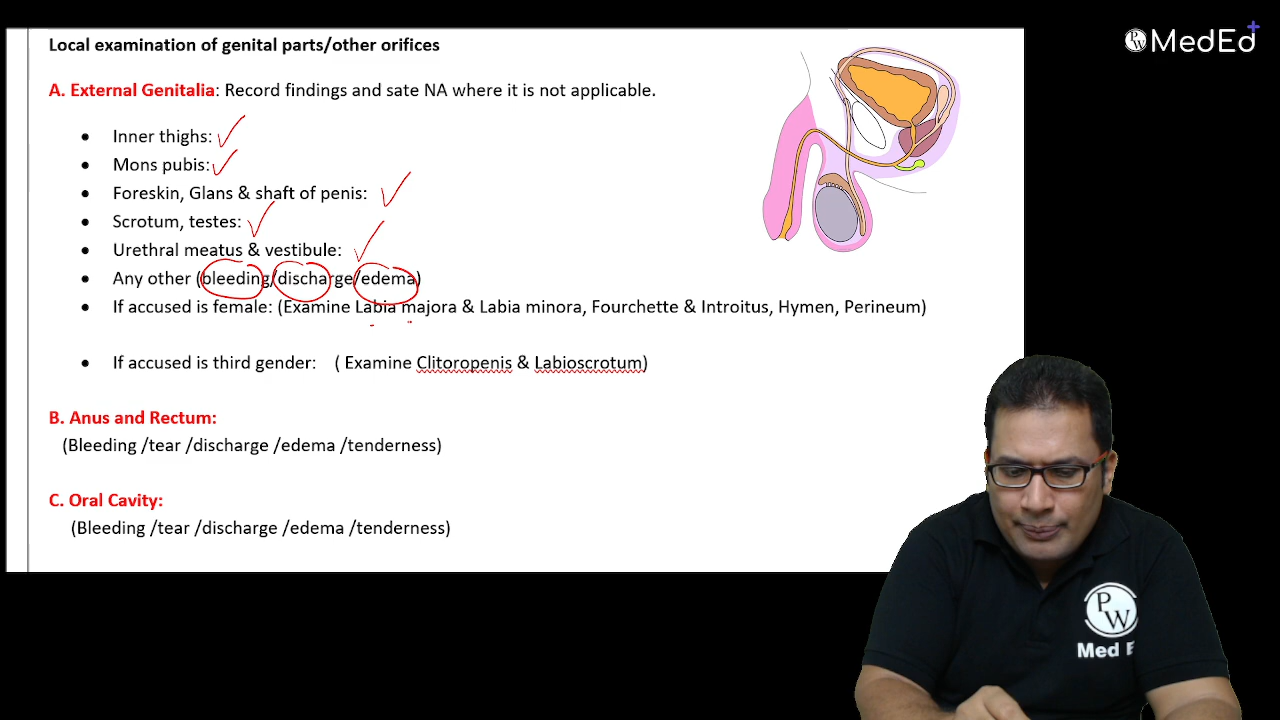 Local examination of genital parts/other orifices
PW MedEd
A. External Genitalia: Record findings and sate NA where it is not applicable.
• Inner thighs:
• Mons pubis:
• Foreskin, Glans & shaft of penis:
• Scrotum, testes:
• Urethral meatus & vestibule:
• Any other (bleeding/discharge/edema)
• If accused is female: (Examine Labia majora & Labia minora, Fourchette & Introitus, Hymen, Perineum)
• If accused is third gender: ( Examine Clitoropenis & Labioscrotum)
B. Anus and Rectum:
(Bleeding /tear /discharge /edema /tenderness)
C. Oral Cavity:
(Bleeding /tear /discharge /edema /tenderness)
PW
Med E